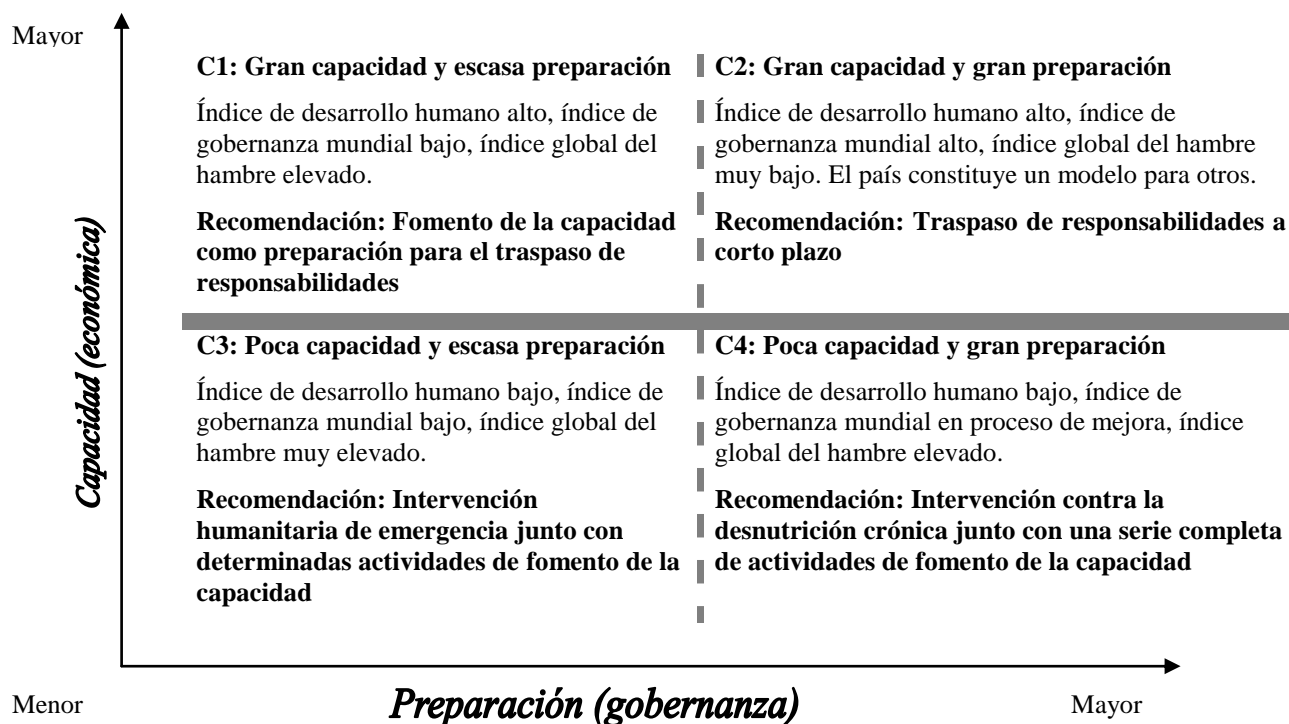 Mayor
C1: Gran capacidad y escasa preparación
Índice de desarrollo humano alto, índice de
gobernanza mundial bajo, índice global del
hambre elevado.
Recomendación: Fomento de la capacidad
como preparación para el traspaso de
responsabilidades
C2: Gran capacidad y gran preparación
Índice de desarrollo humano alto, índice de
gobernanza mundial alto, índice global del hambre
muy bajo. El país constituye un modelo para otros.
Recomendación: Traspaso de responsabilidades a
corto plazo
Capacidad (económica)
C3: Poca capacidad y escasa preparación
Índice de desarrollo humano bajo, índice de
gobernanza mundial bajo, índice global del
hambre muy elevado.
Recomendación: Intervención
humanitaria de emergencia junto con
determinadas actividades de fomento de la
capacidad
C4: Poca capacidad y gran preparación
Índice de desarrollo humano bajo, índice de
gobernanza mundial en proceso de mejora, índice
global del hambre elevado.
Recomendación: Intervención contra la
desnutrición crónica junto con una serie completa
de actividades de fomento de la capacidad
Menor
Preparación (gobernanza)
Mayor